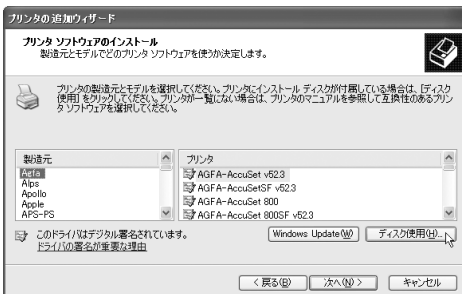 プリンタの追加ウィザード
プリンタ ソフトウェアのインストール
製造元とモデルでどのプリンタ ソフトウェアを使うか決定します。
プリンタの製造元とモデルを選択してください。プリンタにインストール ディスクが付属している場合は、[ディスク
使用] をクリックしてください。プリンタが一覧にない場合は、プリンタのマニュアルを参照して互換性のあるプリン
タ ソフトウェアを選択してください。
製造元
Agfa
Alps
Apollo
Apple
APS-PS
プリンタ
AGFA-AccuSet v52.3
AGFA-AccuSetSF v52.3
AGFA-AccuSet 800
AGFA-AccuSet 800SF v52.3
このドライバはデジタル署名されています。
ドライバの署名が重要な理由
Windows Update(W)
ディスク使用(H)...
< 戻る(B)
次へ(N) >
キャンセル